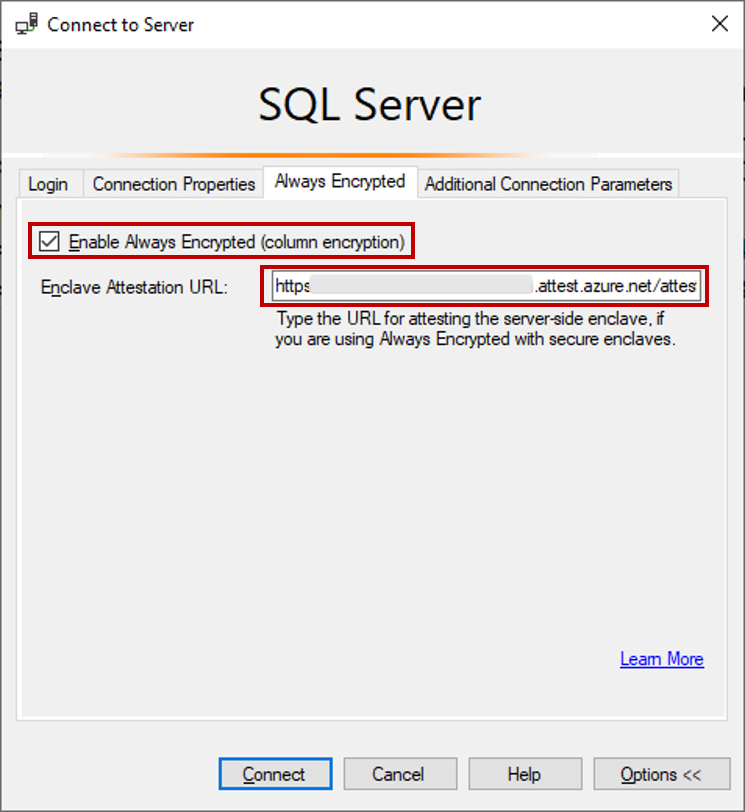 Connect to Server
SQL Server
Login Connection Properties Always Encrypted Additional Connection Parameters
Enable Always Encrypted (column encryption)
Enclave Attestation URL: https .attest.azure.net/attes
Type the URL for attesting the server-side enclave, if
you are using Always Encrypted with secure enclaves.
Learn More
Connect Cancel Help Options <<